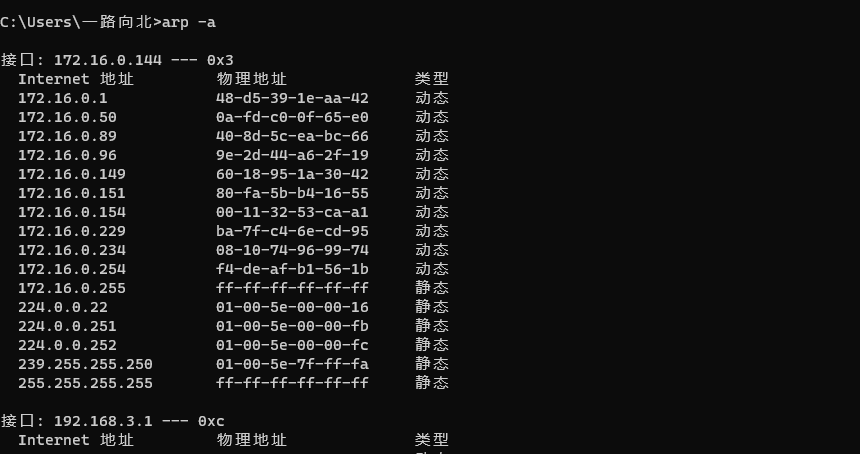 C:\Users\一路向北>arp -a
接口: 172.16.0.144 --- 0x3
Internet 地址 物理地址 类型
172.16.0.1 48-d5-39-1e-aa-42 动态
172.16.0.50 0a-fd-c0-0f-65-e0 动态
172.16.0.89 40-8d-5c-ea-bc-66 动态
172.16.0.96 9e-2d-44-a6-2f-19 动态
172.16.0.149 60-18-95-1a-30-42 动态
172.16.0.151 80-fa-5b-b4-16-55 动态
172.16.0.154 00-11-32-53-ca-a1 动态
172.16.0.229 ba-7f-c4-6e-cd-95 动态
172.16.0.234 08-10-74-96-99-74 动态
172.16.0.254 f4-de-af-b1-56-1b 动态
172.16.0.255 ff-ff-ff-ff-ff-ff 静态
224.0.0.22 01-00-5e-00-00-16 静态
224.0.0.251 01-00-5e-00-00-fb 静态
224.0.0.252 01-00-5e-00-00-fc 静态
239.255.255.250 01-00-5e-7f-ff-fa 静态
255.255.255.255 ff-ff-ff-ff-ff-ff 静态
接口: 192.168.3.1 --- 0xc
Internet 地址 物理地址 类型